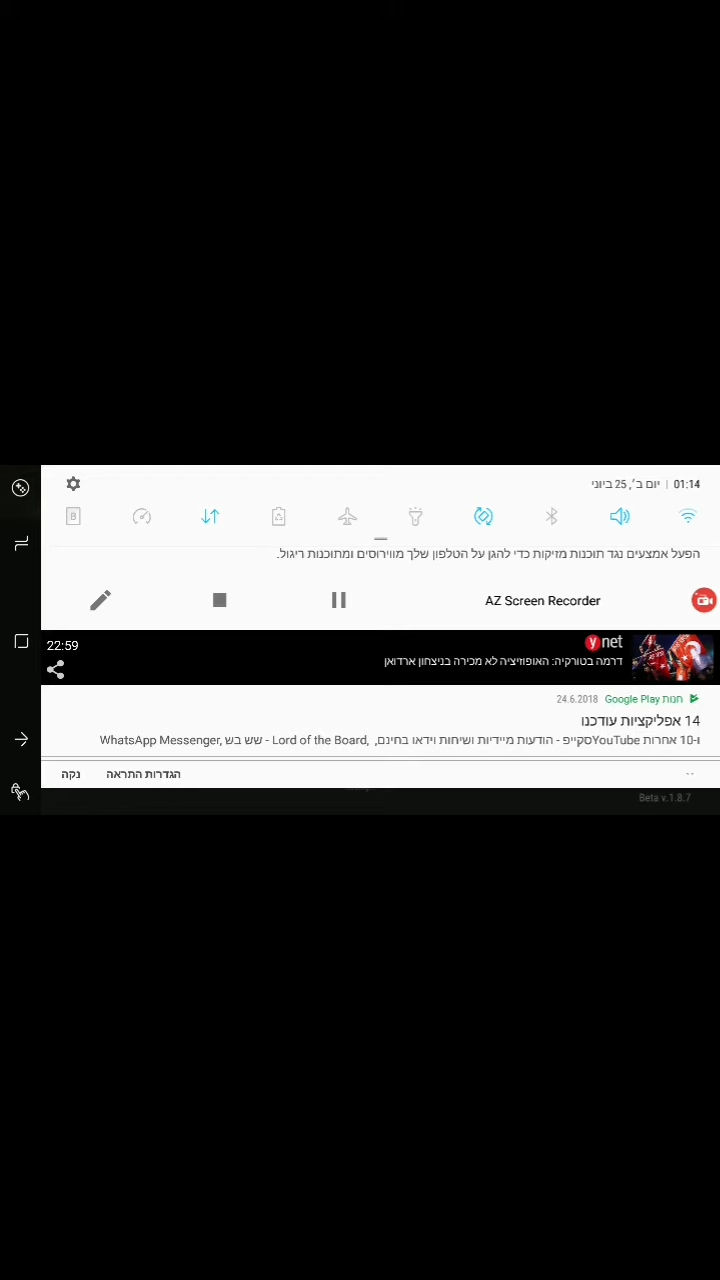 01:14 | יום ב׳, 25 ביוני
B
הפעל אמצעים נגד תוכנות מזיקות כדי להגן על הטלפון שלך מווירוסים ומתוכנות ריגול.
AZ Screen Recorder
ynet
22:59
דרמה בטורקיה: האופוזיציה לא מכירה בניצחון ארדואן
חנות Google Play 24.6.2018
14 אפליקציות עודכנו
WhatsApp Messenger, שש בש - Lord of the Board, סקייפ - הודעות מיידיות ושיחות וידאו בחינם, YouTube ו-10 אחרות
הגדרות התראה נקה
Beta v.1.8.7